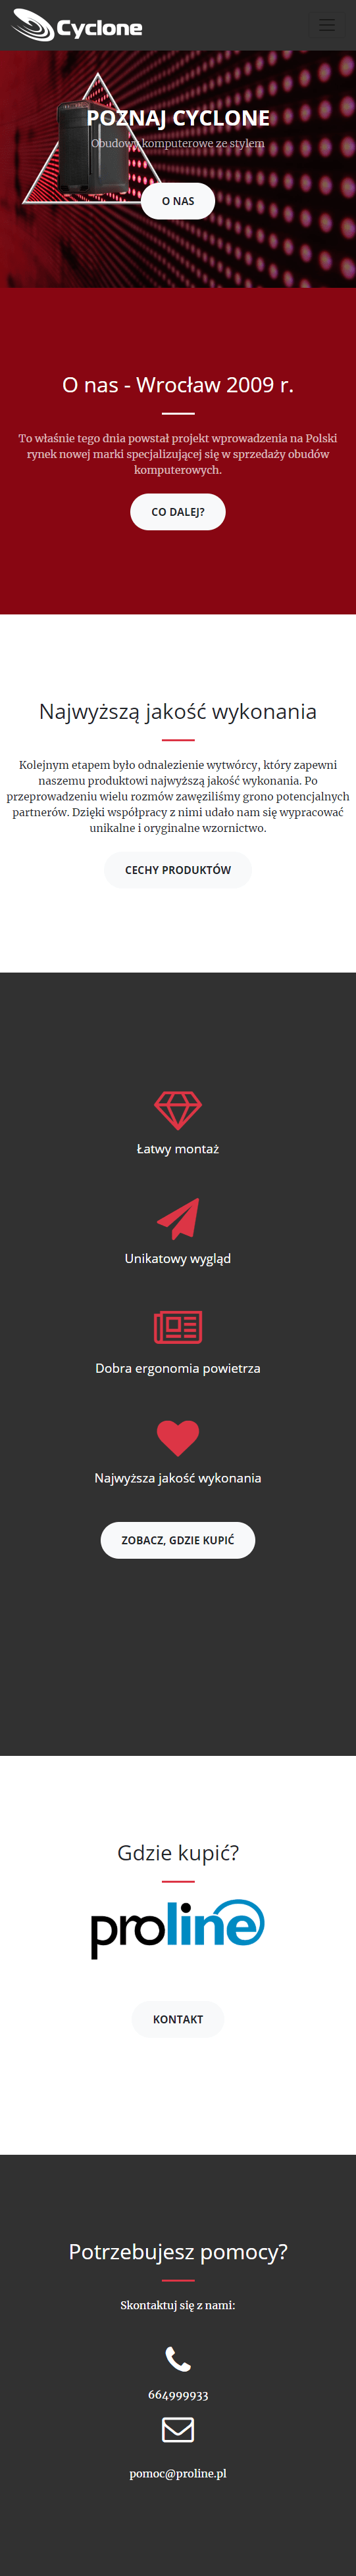 Cyclone
POZNAJ CYCLONE
Obudowy komputerowe ze stylem
O NAS
O nas - Wrocław 2009 r.
To właśnie tego dnia powstał projekt wprowadzenia na Polski
rynek nowej marki specjalizującej się w sprzedaży obudów
komputerowych.
CO DALEJ?
Najwyższą jakość wykonania
Kolejnym etapem było odnalezienie wytwórcy, który zapewni
naszemu produktowi najwyższą jakość wykonania. Po
przeprowadzeniu wielu rozmów zawęziliśmy grono potencjalnych
partnerów. Dzięki współpracy z nimi udało nam się wypracować
unikalne i oryginalne wzornictwo.
CECHY PRODUKTÓW
Łatwy montaż
Unikatowy wygląd
Dobra ergonomia powietrza
Najwyższa jakość wykonania
ZOBACZ, GDZIE KUPIĆ
Gdzie kupić?
proline
KONTAKT
Potrzebujesz pomocy?
Skontaktuj się z nami:
664999933
pomoc@proline.pl